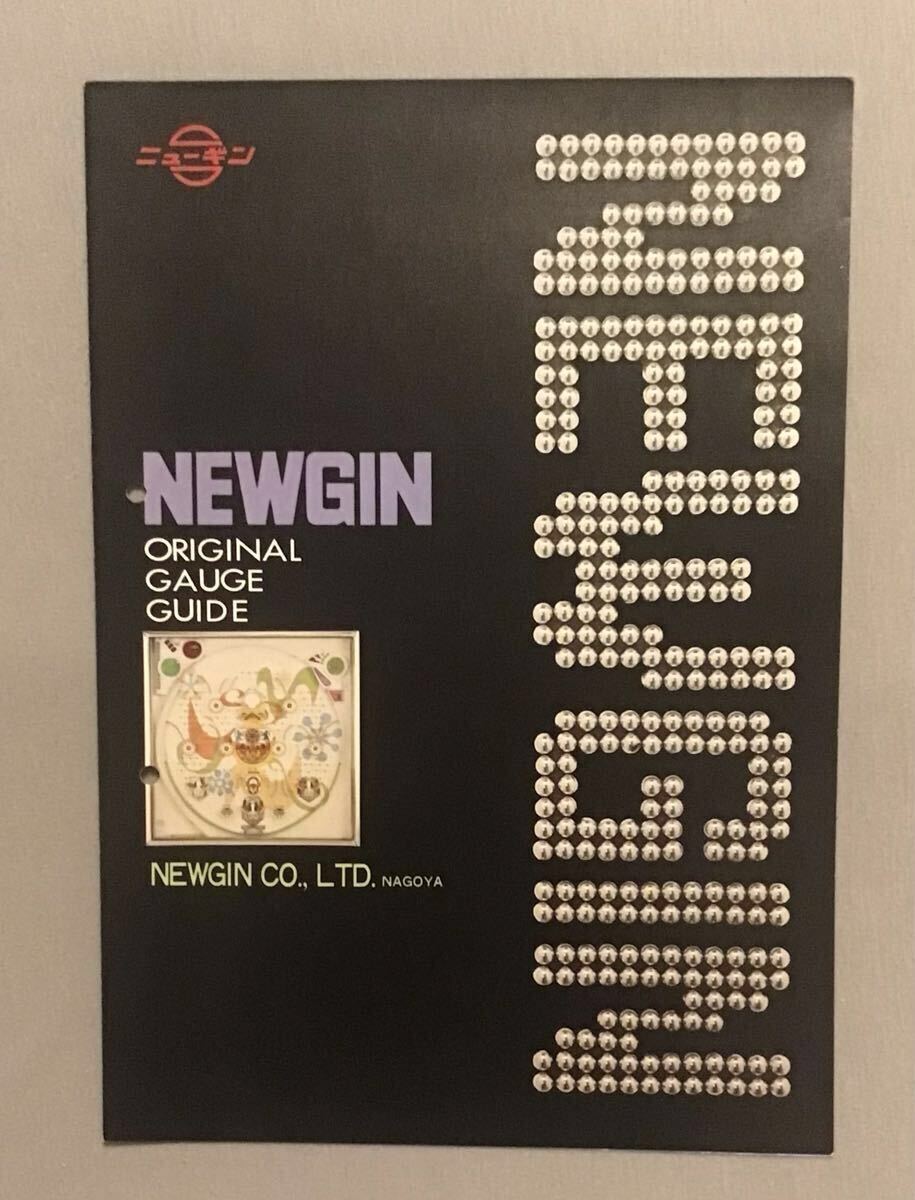 ニューギン
NEWGIN
NEWGIN
ORIGINAL
GAUGE
GUIDE
NEWGIN CO., LTD. NAGOYA